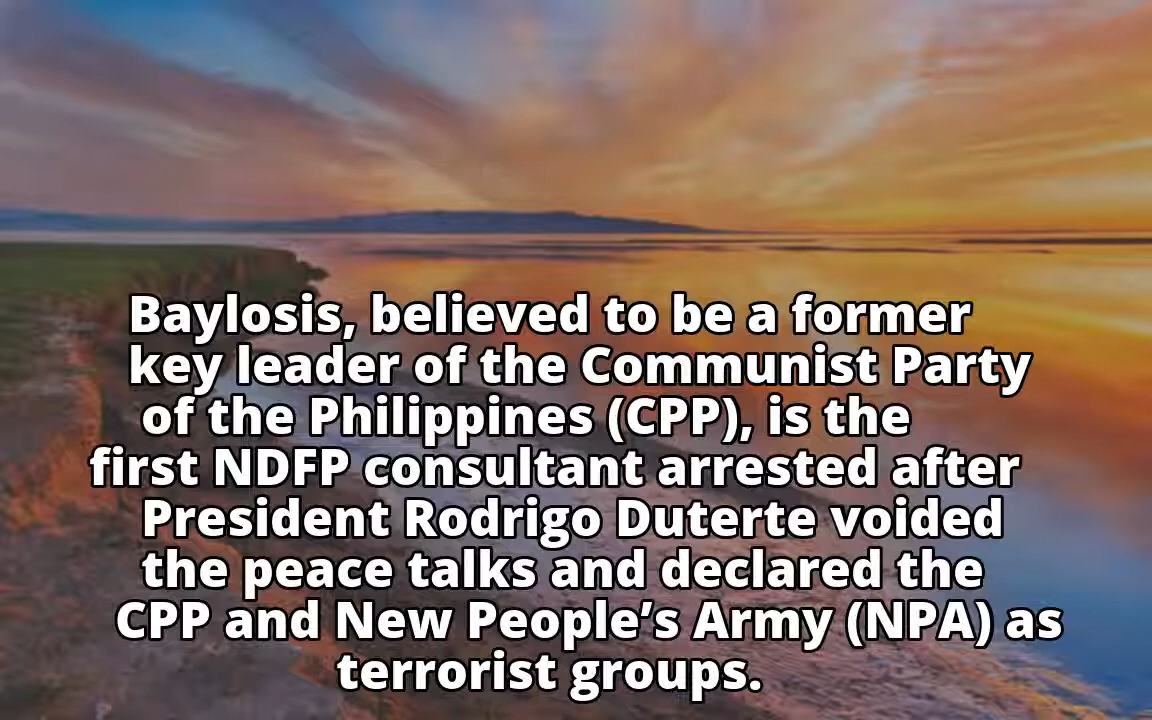 Baylosis, believed to be a former
key leader of the Communist Party
of the Philippines (CPP), is the
first NDFP consultant arrested after
President Rodrigo Duterte voided
the peace talks and declared the
CPP and New People’s Army (NPA) as
terrorist groups.